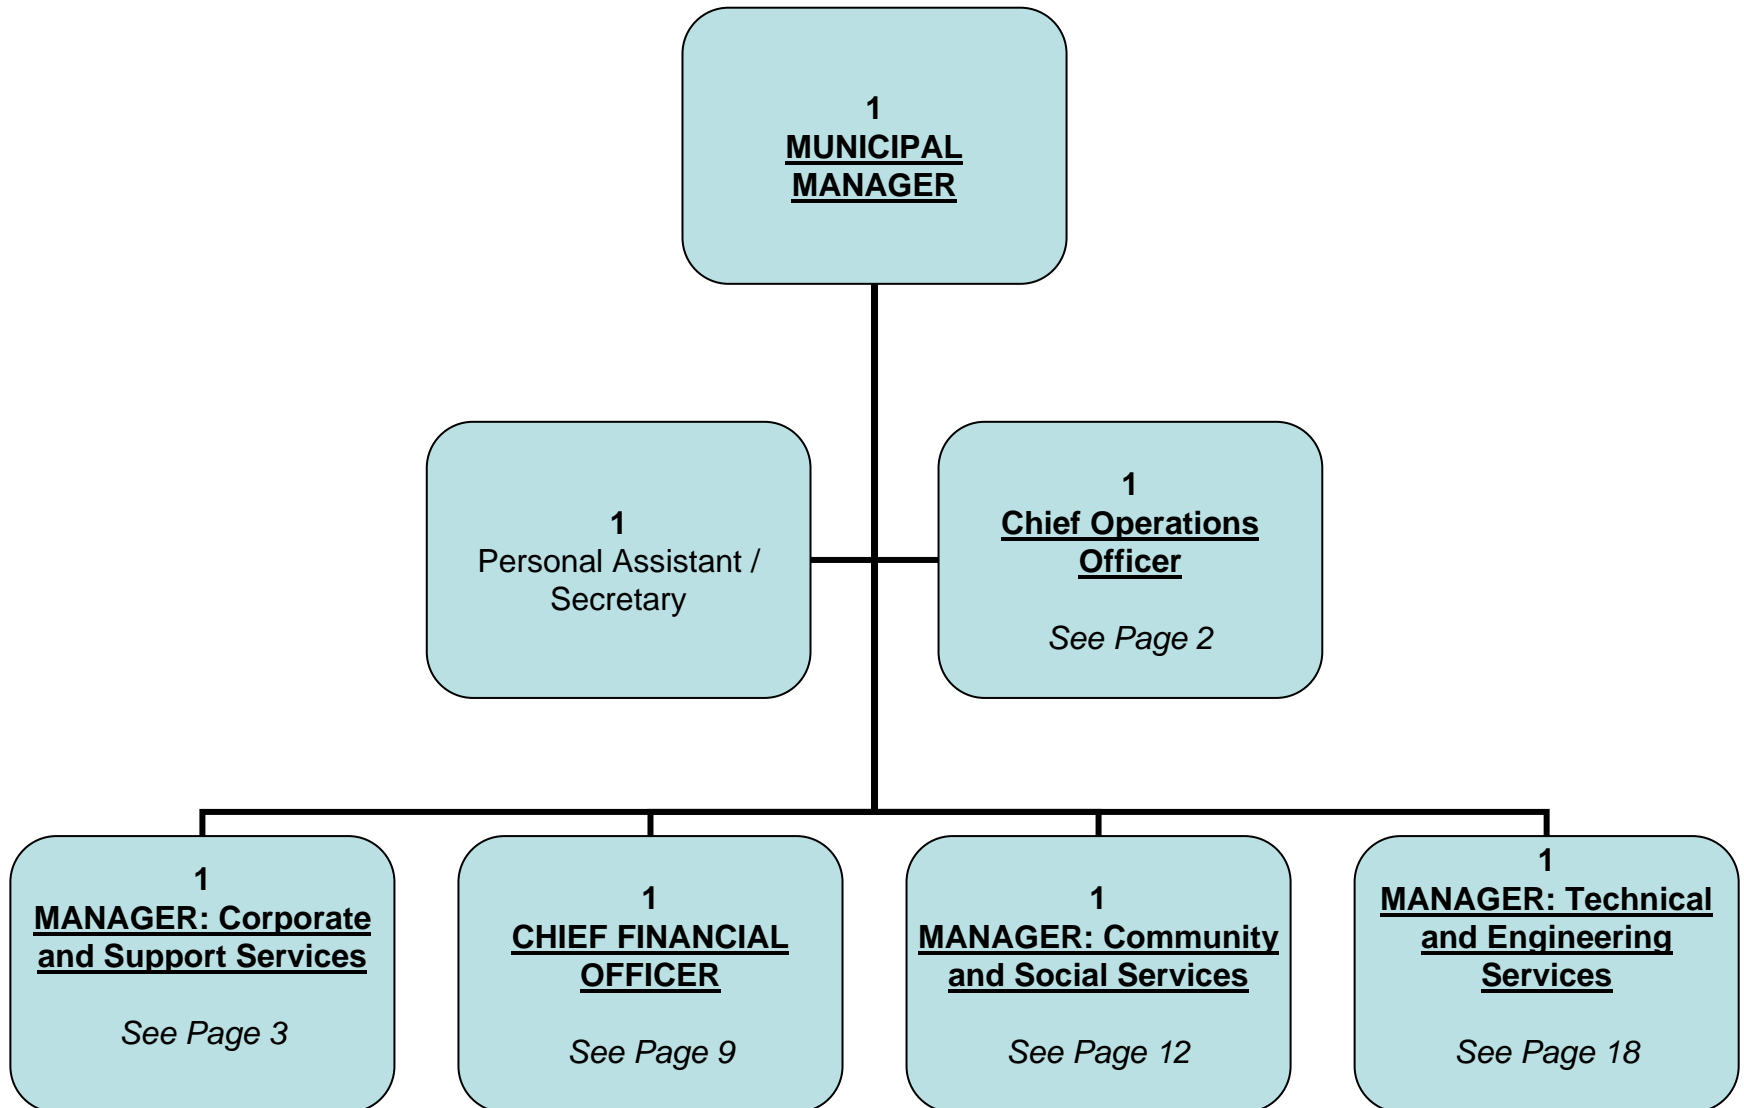 1
MUNICIPAL
MANAGER
1
Personal Assistant /
Secretary
1
Chief Operations
Officer
See Page 2
1
MANAGER: Corporate
and Support Services
See Page 3
1
CHIEF FINANCIAL
OFFICER
See Page 9
1
MANAGER: Community
and Social Services
See Page 12
1
MANAGER: Technical
and Engineering
Services
See Page 18